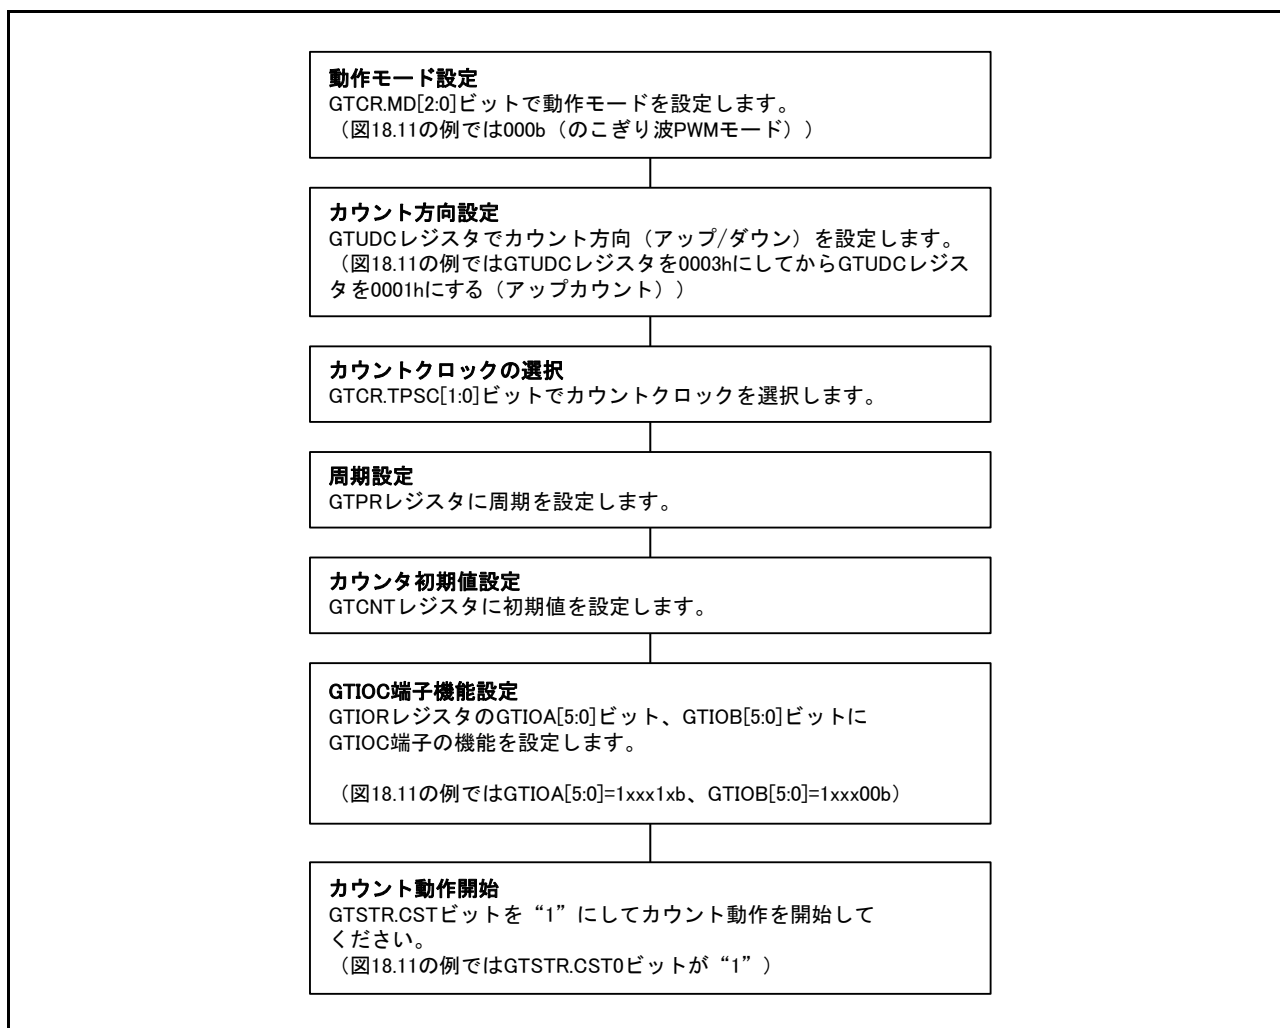 動作モード設定
GTCR.MD[2:0]ビットで動作モードを設定します。
（図18.11の例では000b（のこぎり波PWMモード））
カウント方向設定
GTUDCレジスタでカウント方向（アップ/ダウン）を設定します。
（図18.11の例ではGTUDCレジスタを0003hにしてからGTUDCレジス
タを0001hにする（アップカウント））
カウントクロックの選択
GTCR.TPSC[1:0]ビットでカウントクロックを選択します。
周期設定
GTPRレジスタに周期を設定します。
カウンタ初期値設定
GTCNTレジスタに初期値を設定します。
GTIOC端子機能設定
GTIORレジスタのGTIOA[5:0]ビット、GTIOB[5:0]ビットに
GTIOC端子の機能を設定します。
（図18.11の例ではGTIOA[5:0]=1xxx1xb、GTIOB[5:0]=1xxx00b）
カウント動作開始
GTSTR.CSTビットを“1”にしてカウント動作を開始して
ください。
（図18.11の例ではGTSTR.CST0ビットが“1”）